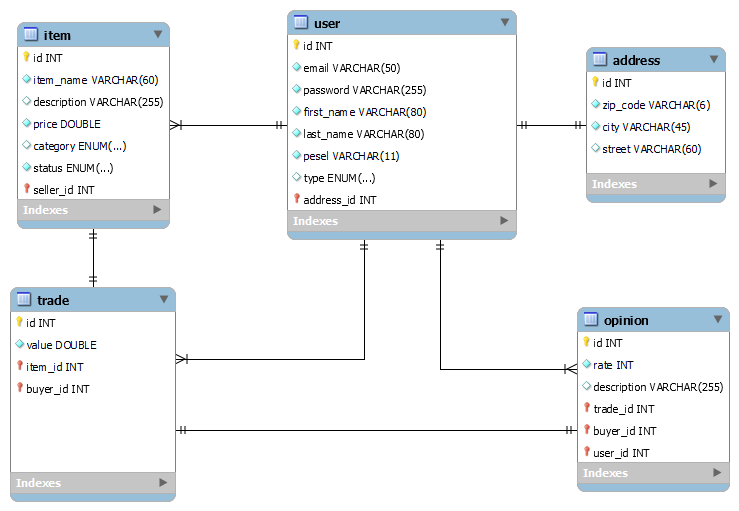 item
id INT
item_name VARCHAR(60)
description VARCHAR(255)
price DOUBLE
category ENUM(...)
status ENUM(...)
seller_id INT
Indexes
user
id INT
email VARCHAR(50)
password VARCHAR(255)
first_name VARCHAR(80)
last_name VARCHAR(80)
pesel VARCHAR(11)
type ENUM(...)
address_id INT
Indexes
address
id INT
zip_code VARCHAR(6)
city VARCHAR(45)
street VARCHAR(60)
Indexes
trade
id INT
value DOUBLE
item_id INT
buyer_id INT
Indexes
opinion
id INT
rate INT
description VARCHAR(255)
trade_id INT
buyer_id INT
user_id INT
Indexes